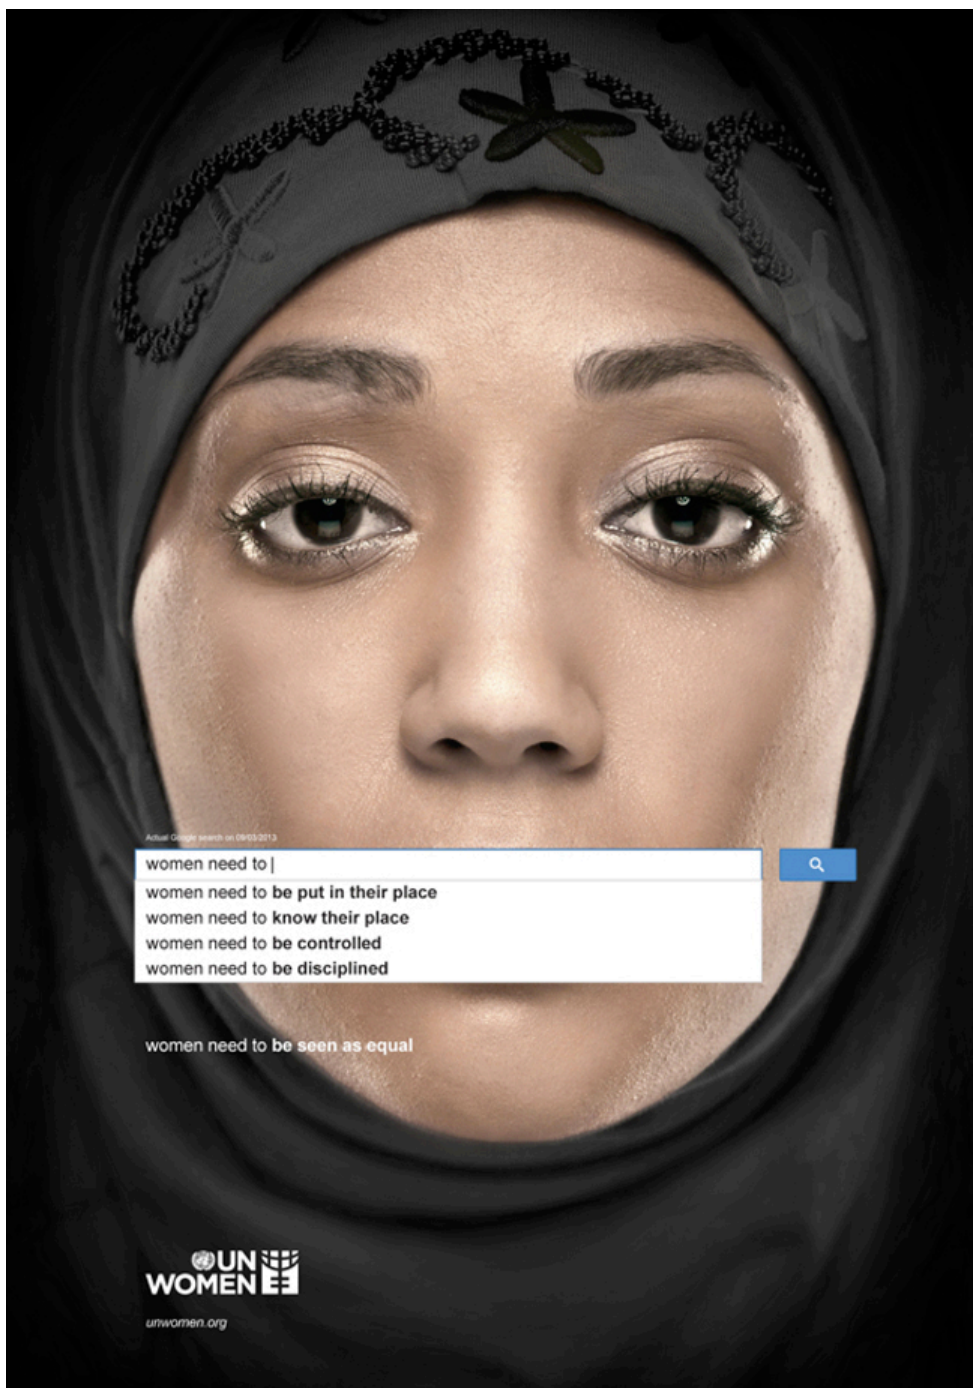 Actual Google search on 09/03/2013
women need to
women need to be put in their place
women need to know their place
women need to be controlled
women need to be disciplined
women need to be seen as equal
UN
WOMEN
unwomen.org